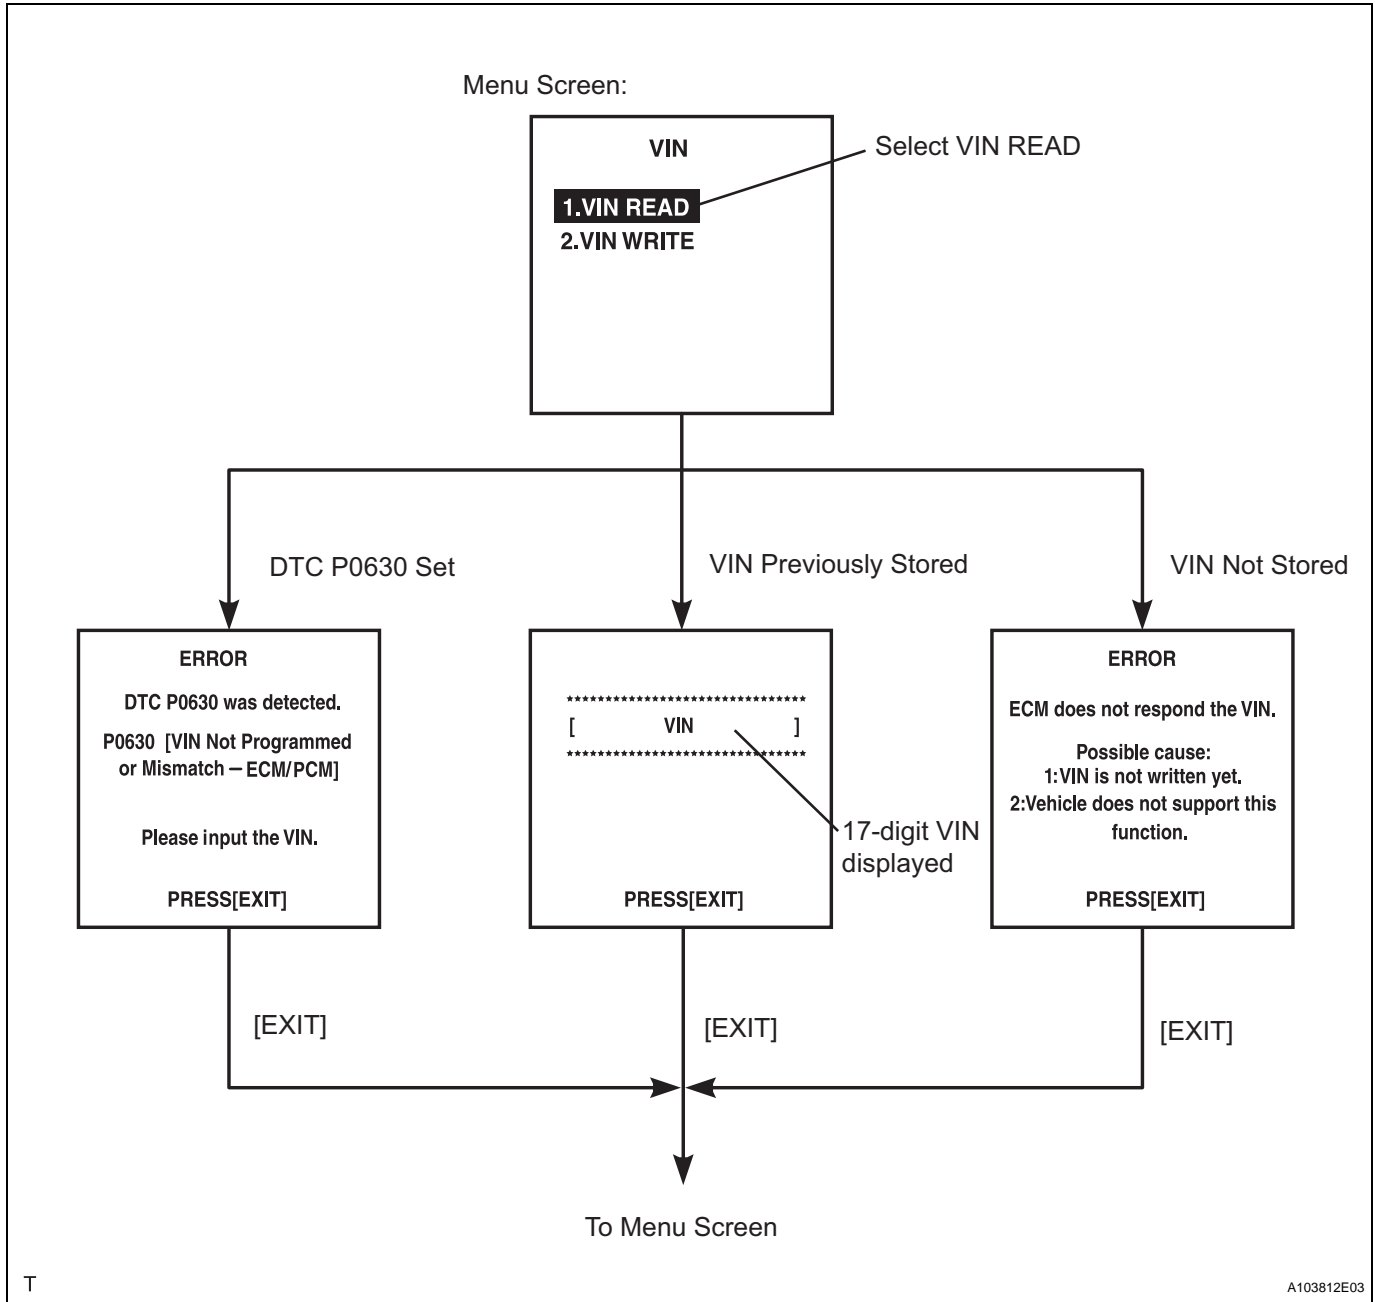 Menu Screen:
VIN
Select VIN READ
1.VIN READ
2.VIN WRITE
DTC P0630 Set
VIN Previously Stored
VIN Not Stored
ERROR
DTC P0630 was detected.
P0630 [VIN Not Programmed
or Mismatch – ECM/PCM]
Please input the VIN.
PRESS[EXIT]
*******************************
[ VIN ]
*******************************
17-digit VIN
displayed
PRESS[EXIT]
ERROR
ECM does not respond the VIN.
Possible cause:
1:VIN is not written yet.
2:Vehicle does not support this
function.
PRESS[EXIT]
[EXIT]
[EXIT]
[EXIT]
To Menu Screen
T
A103812E03